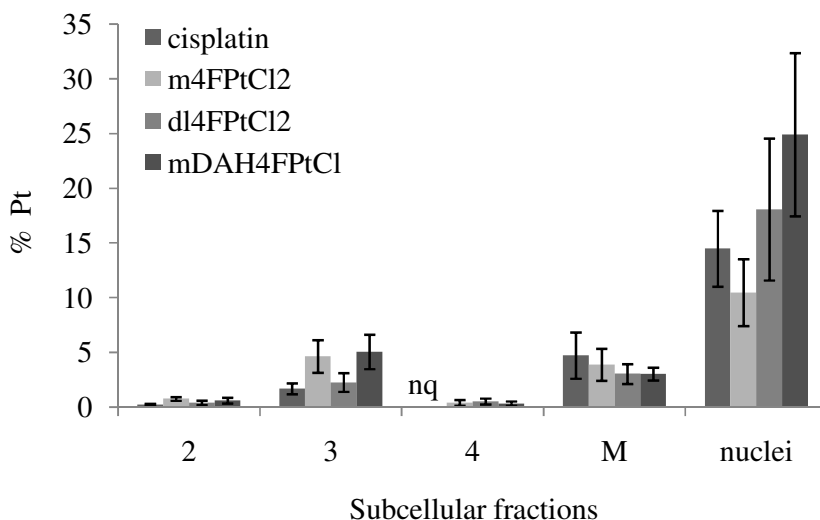 35
30
25
20
15
10
5
0
% Pt
cisplatin
m4FPtCl2
dl4FPtCl2
mDAH4FPtCl
nq
2 3 4 M nuclei
Subcellular fractions